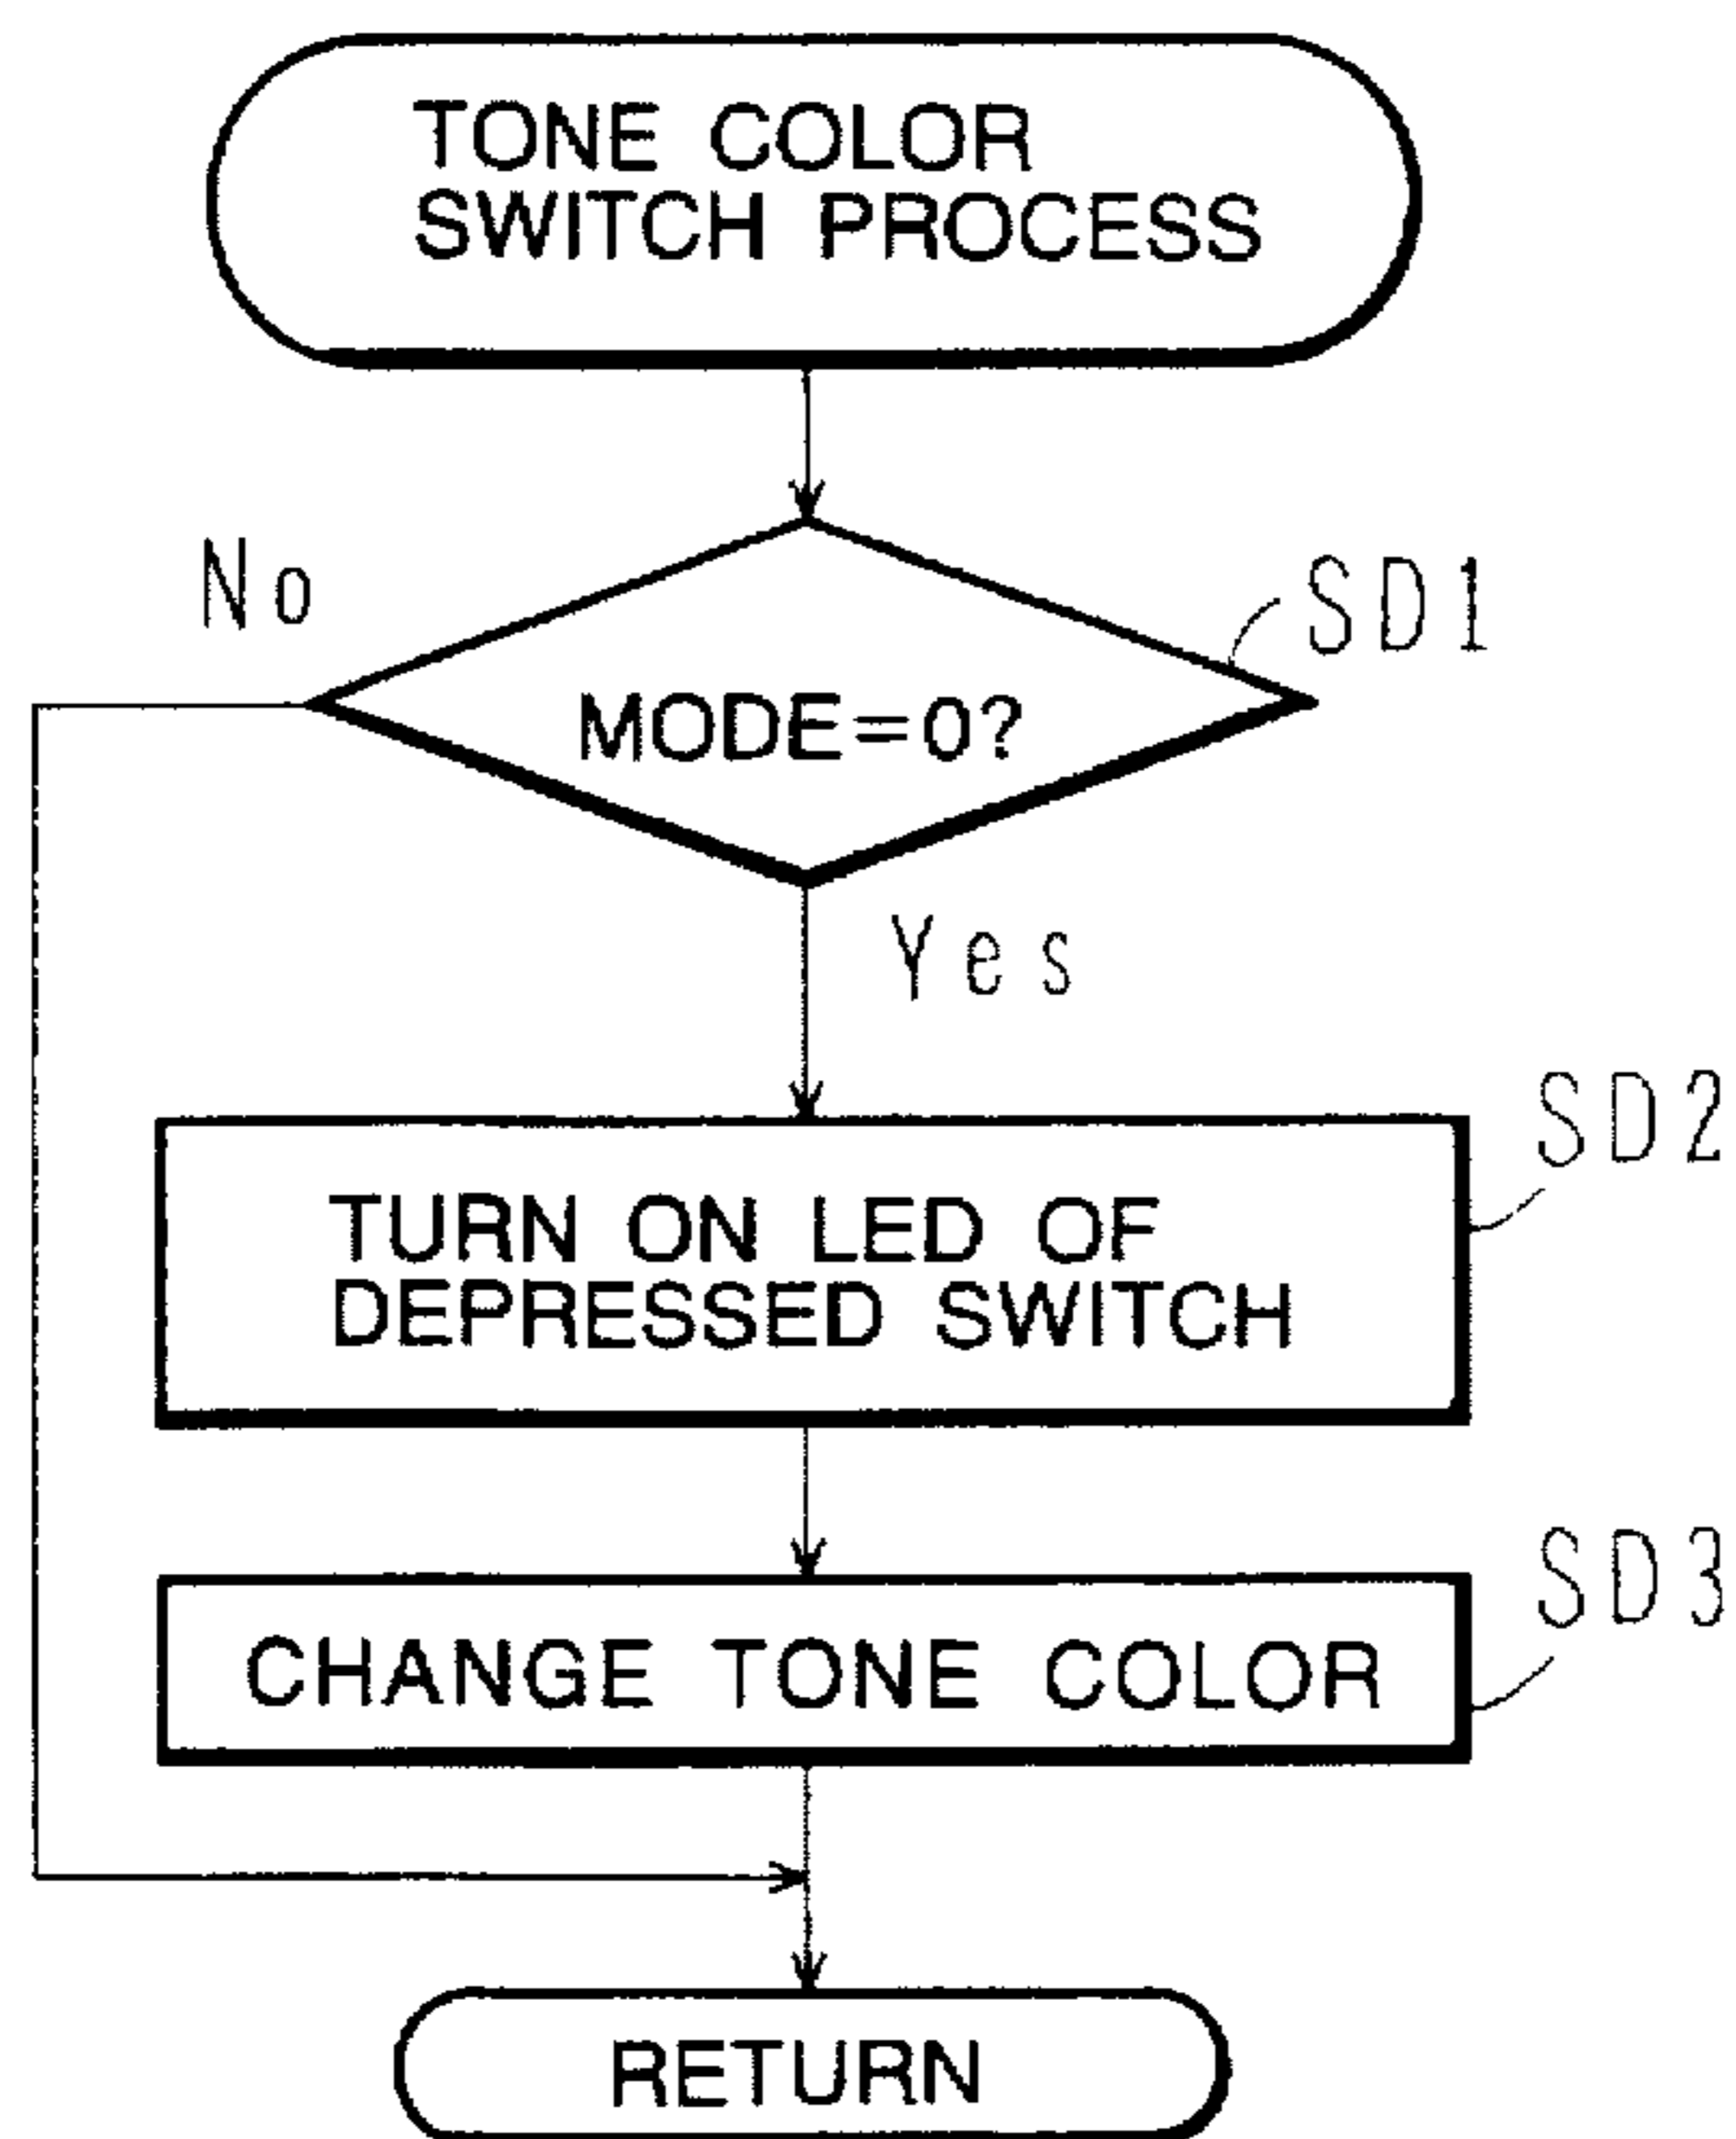 TONE COLOR
SWITCH PROCESS
No
SD1
MODE=0?
Yes
SD2
TURN ON LED OF
DEPRESSED SWITCH
SD3
CHANGE TONE COLOR
RETURN